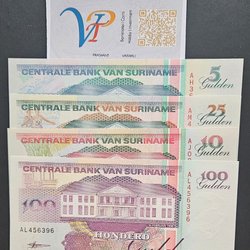 VTP
CENTRALE BANK VAN SURINAME
5
Gulden
CENTRALE BANK VAN SURINAME
25
Gulden
CENTRALE BANK VAN SURINAME
10
Gulden
CENTRALE BANK VAN SURINAME
100
Gulden
AL456396
100
AL456396
HONDERD